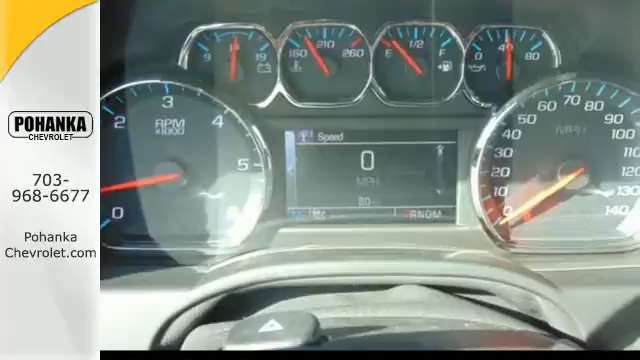 POHANKA
CHEVROLET
703-
968-6677
Pohanka
Chevrolet.com
9 19
160 210 260
E 1/2 F
0 40 80
0 2 3 4 5
RPM
x1000
Speed
0
MPH
RNDM
MPH
0 10 20 30 40 50 60 70 80 90 100 110 120 130 140